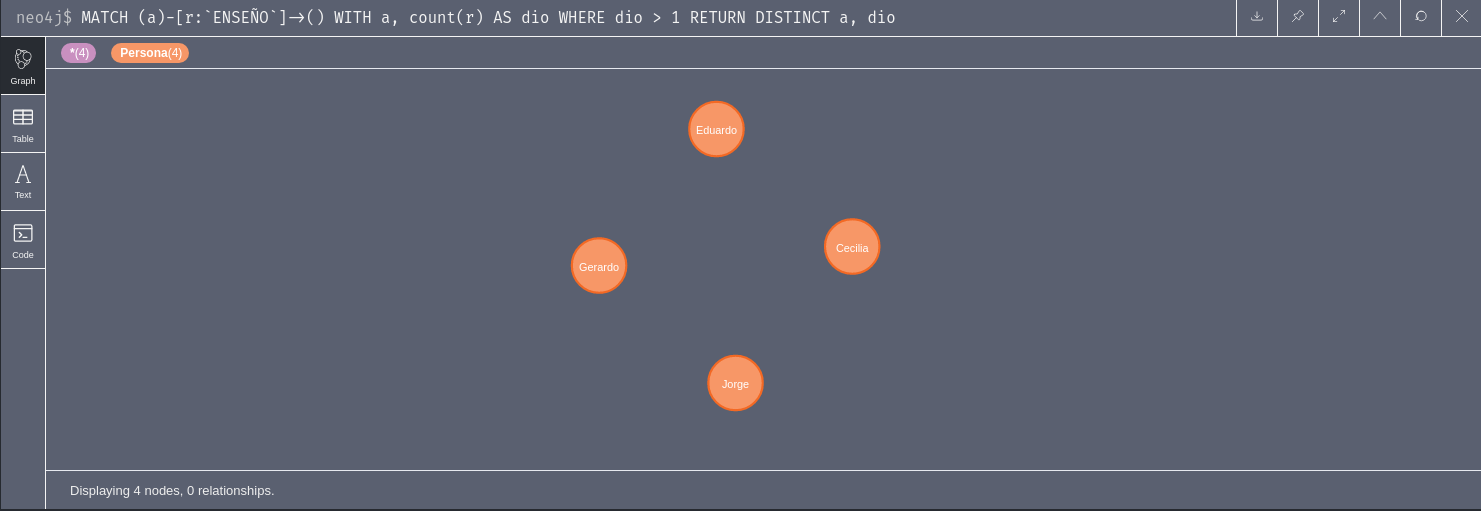 neo4j$ MATCH (a)-[r:`ENSEÑO`]->() WITH a, count(r) AS dio WHERE dio > 1 RETURN DISTINCT a, dio
*(4) Persona(4)
Graph
Table
Text
Code
Eduardo
Cecilia
Gerardo
Jorge
Displaying 4 nodes, 0 relationships.